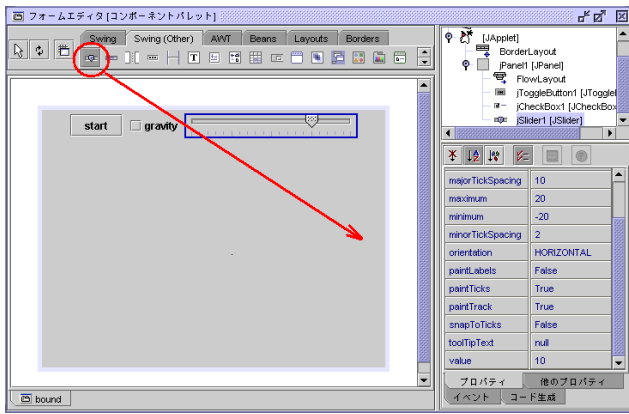 フォームエディタ [コンポーネントパレット]
Swing
Swing (Other)
AWT
Beans
Layouts
Borders
start
gravity
bound
[JApplet]
BorderLayout
jPanel1 [JPanel]
FlowLayout
jToggleButton1 [JToggle
jCheckBox1 [JCheckBox
jSlider1 [JSlider]
majorTickSpacing 10
maximum 20
minimum -20
minorTickSpacing 2
orientation HORIZONTAL
paintLabels False
paintTicks True
paintTrack True
snapToTicks False
toolTipText null
value 10
プロパティ
他のプロパティ
イベント
コード生成